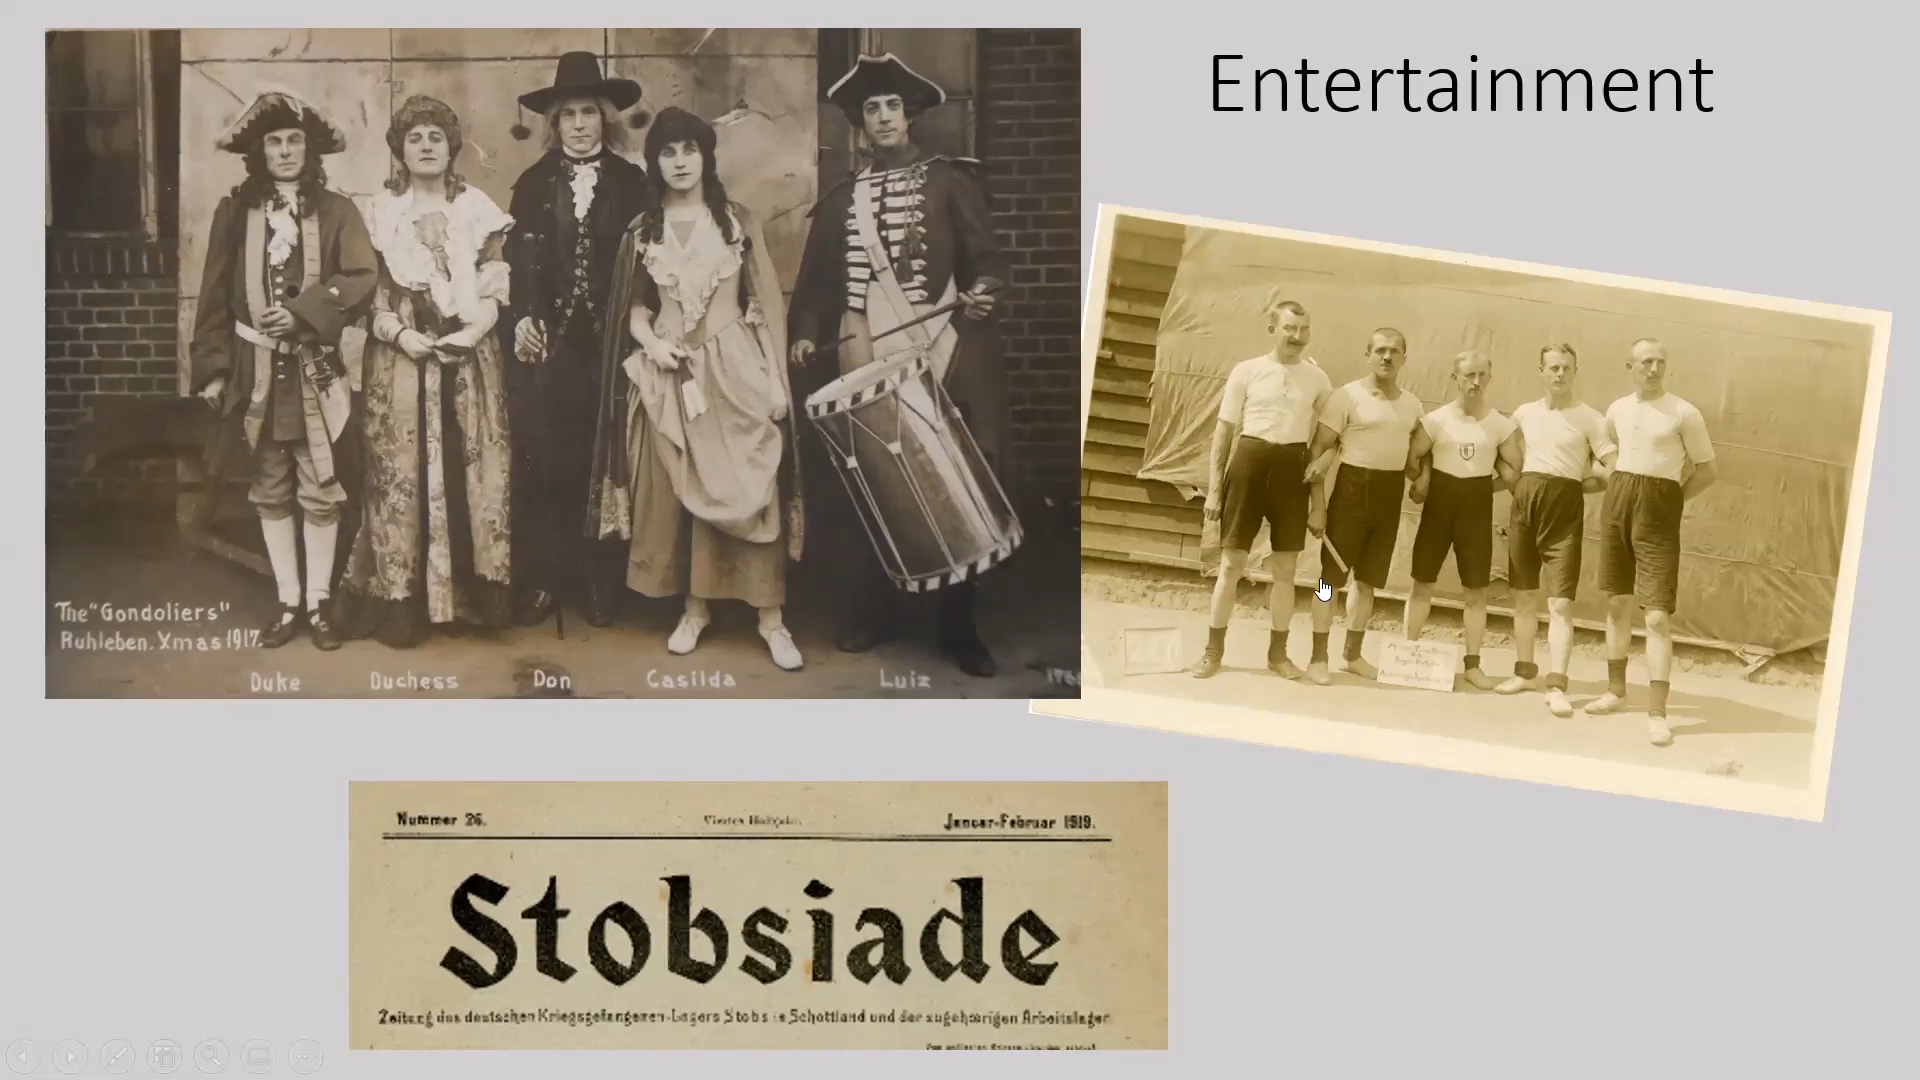 Entertainment
The "Gondoliers"
Ruhleben. Xmas 1917.
Duke Duchess Don Casilda Luiz
Nummer 26. Januar-Februar 1919.
Stobsiade
Zeitung des deutschen Kriegsgefangenen-Lagers Stobs in Schottland und der zugehoerigen Arbeitslager